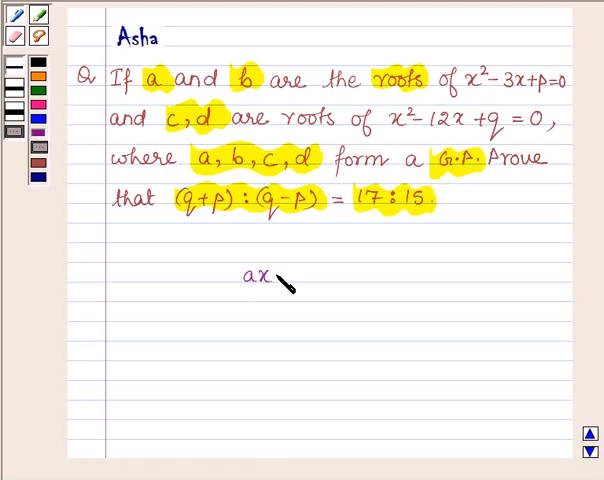 Asha
Q If a and b are the roots of x² - 3x + p = 0
and c, d are roots of x² - 12x + q = 0,
where a, b, c, d form a G.P. Prove
that (q+p) : (q-p) = 17 : 15.
ax